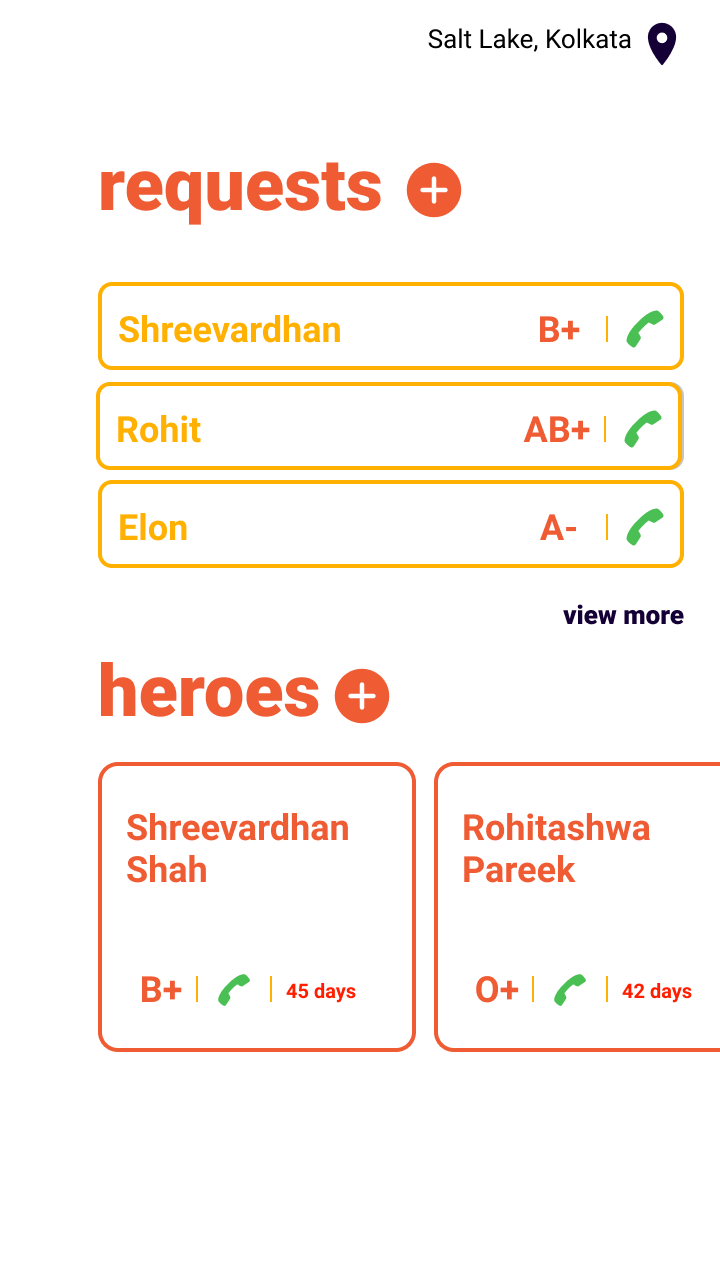 Salt Lake, Kolkata
requests
Shreevardhan B+
Rohit AB+
Elon A-
view more
heroes
Shreevardhan
Shah
B+ 45 days
Rohitashwa
Pareek
O+ 42 days